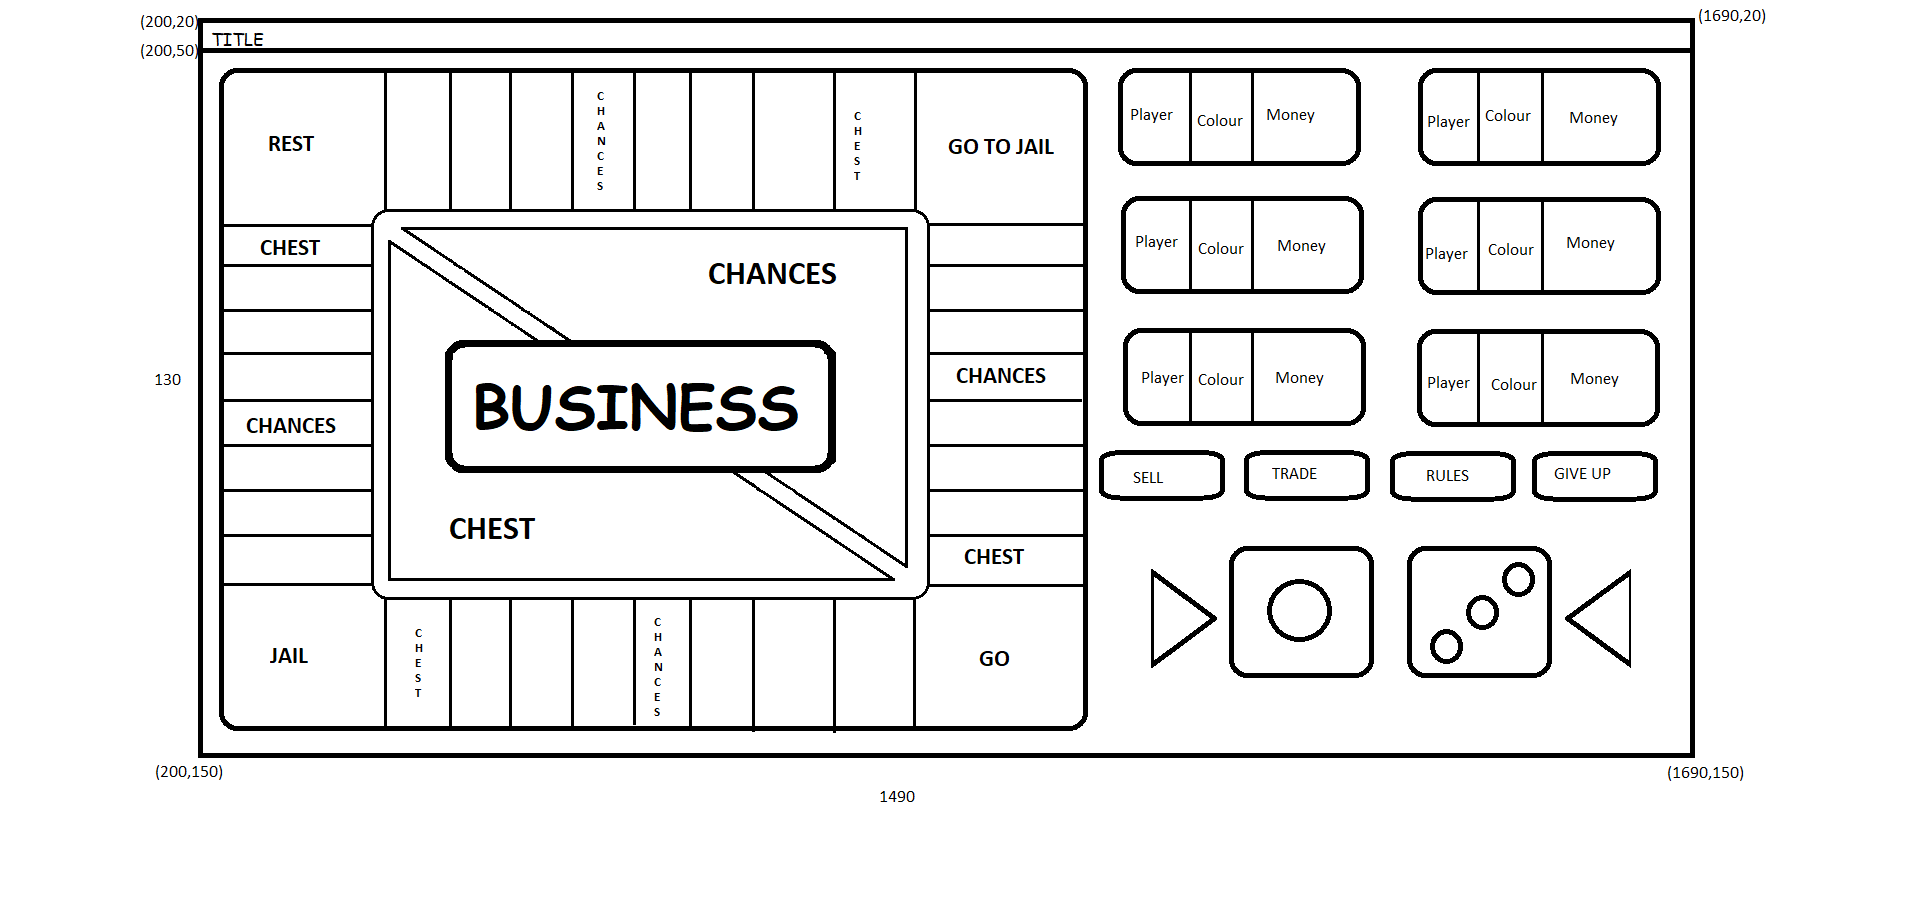 (200,20)
(1690,20)
TITLE
(200,50)
REST
CHANCES
CHEST
GO TO JAIL
Player
Colour
Money
Player
Colour
Money
CHEST
CHANCES
Player
Colour
Money
Player
Colour
Money
130
CHANCES
BUSINESS
CHANCES
Player
Colour
Money
Player
Colour
Money
SELL
TRADE
RULES
GIVE UP
CHEST
CHEST
JAIL
CHEST
CHANCES
GO
(200,150)
(1690,150)
1490